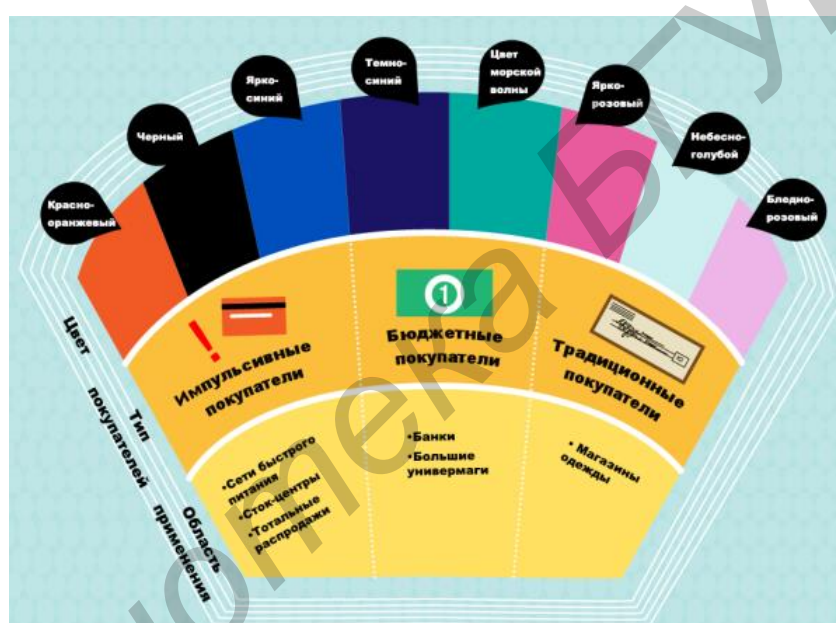 Красно-
оранжевый
Черный
Ярко-
синий
Темно-
синий
Цвет
морской
волны
Ярко-
розовый
Небесно-
голубой
Бледно-
розовый
Цвет
Тип
покупателей
Область
применения
!
Импульсивные
покупатели
1
Бюджетные
покупатели
Традиционные
покупатели
•Сети быстрого
питания
•Сток-центры
•Тотальные
распродажи
•Банки
•Большие
универмаги
• Магазины
одежды